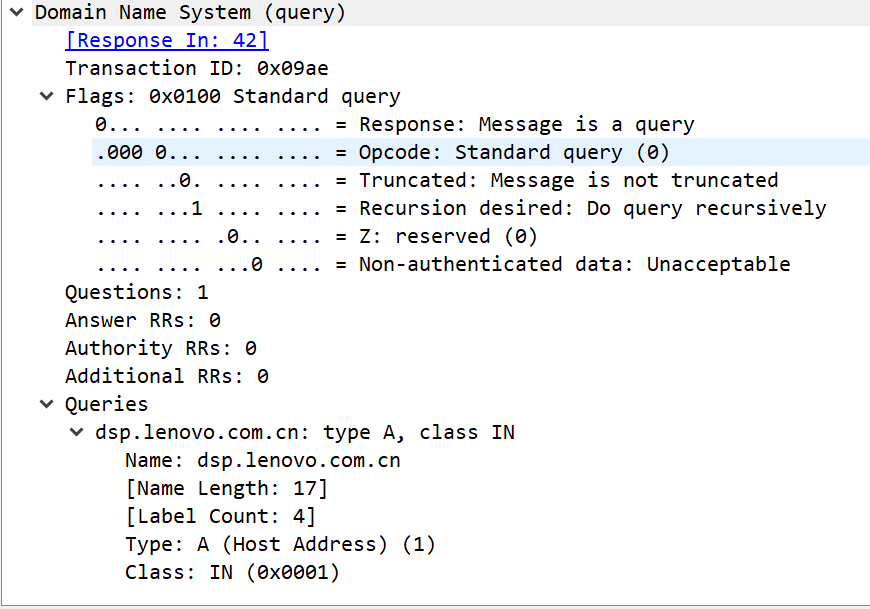 Domain Name System (query)
[Response In: 42]
Transaction ID: 0x09ae
Flags: 0x0100 Standard query
0... .... .... .... = Response: Message is a query
.000 0... .... .... = Opcode: Standard query (0)
.... ..0. .... .... = Truncated: Message is not truncated
.... ...1 .... .... = Recursion desired: Do query recursively
.... .... .0.. .... = Z: reserved (0)
.... .... ...0 .... = Non-authenticated data: Unacceptable
Questions: 1
Answer RRs: 0
Authority RRs: 0
Additional RRs: 0
Queries
dsp.lenovo.com.cn: type A, class IN
Name: dsp.lenovo.com.cn
[Name Length: 17]
[Label Count: 4]
Type: A (Host Address) (1)
Class: IN (0x0001)